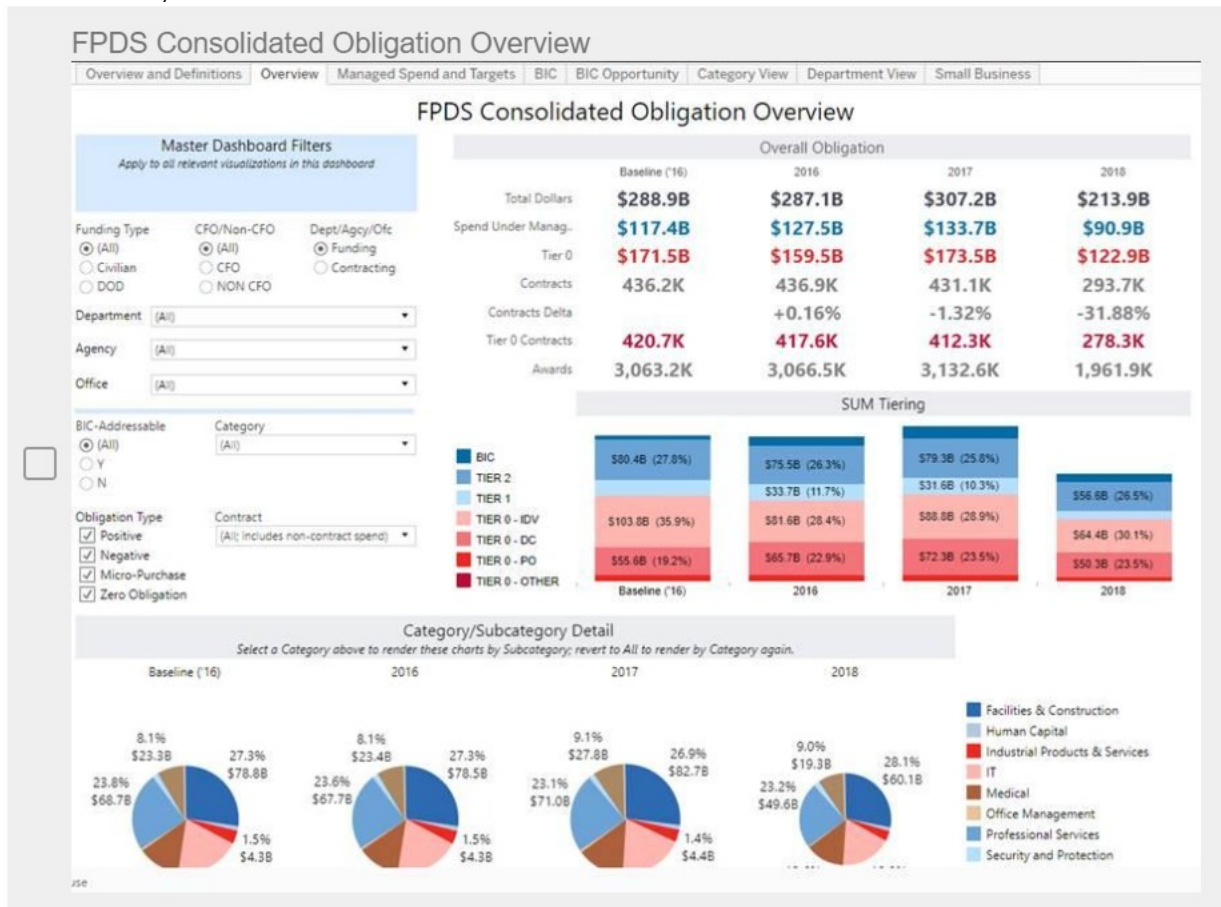 FPDS Consolidated Obligation Overview
Overview and Definitions Overview Managed Spend and Targets BIC BIC Opportunity Category View Department View Small Business
FPDS Consolidated Obligation Overview
Master Dashboard Filters
Apply to all relevant visualizations in this dashboard
Funding Type CFO/Non-CFO Dept/Agcy/Ofc
(All) (All) Funding
Civilian CFO Contracting
DOD NON CFO
Department (All)
Agency (All)
Office (All)
BIC-Addressable Category
(All) (All)
Y
N
Obligation Type Contract
Positive (All; Includes non-contract spend)
Negative
Micro-Purchase
Zero Obligation
Overall Obligation
Baseline ('16) 2016 2017 2018
Total Dollars $288.9B $287.1B $307.2B $213.9B
Spend Under Manag.. $117.4B $127.5B $133.7B $90.9B
Tier 0 $171.5B $159.5B $173.5B $122.9B
Contracts 436.2K 436.9K 431.1K 293.7K
Contracts Delta +0.16% -1.32% -31.88%
Tier 0 Contracts 420.7K 417.6K 412.3K 278.3K
Awards 3,063.2K 3,066.5K 3,132.6K 1,961.9K
SUM Tiering
BIC
TIER 2
TIER 1
TIER 0 - IDV
TIER 0 - DC
TIER 0 - PO
TIER 0 - OTHER
$80.4B (27.8%) $75.5B (26.3%) $79.3B (25.8%) $56.6B (26.5%)
$33.7B (11.7%) $31.6B (10.3%)
$103.8B (35.9%) $81.6B (28.4%) $88.8B (28.9%) $64.4B (30.1%)
$55.6B (19.2%) $65.7B (22.9%) $72.3B (23.5%) $50.3B (23.5%)
Baseline ('16) 2016 2017 2018
Category/Subcategory Detail
Select a Category above to render these charts by Subcategory; revert to All to render by Category again.
Baseline ('16) 2016 2017 2018
8.1% 8.1% 9.1% 9.0%
$23.3B $23.4B $27.8B $19.3B
27.3% 27.3% 26.9% 28.1%
$78.8B $78.5B $82.7B $60.1B
23.8% 23.6% 23.1% 23.2%
$68.7B $67.7B $71.0B $49.6B
1.5% 1.5% 1.4%
$4.3B $4.3B $4.4B
Facilities & Construction
Human Capital
Industrial Products & Services
IT
Medical
Office Management
Professional Services
Security and Protection